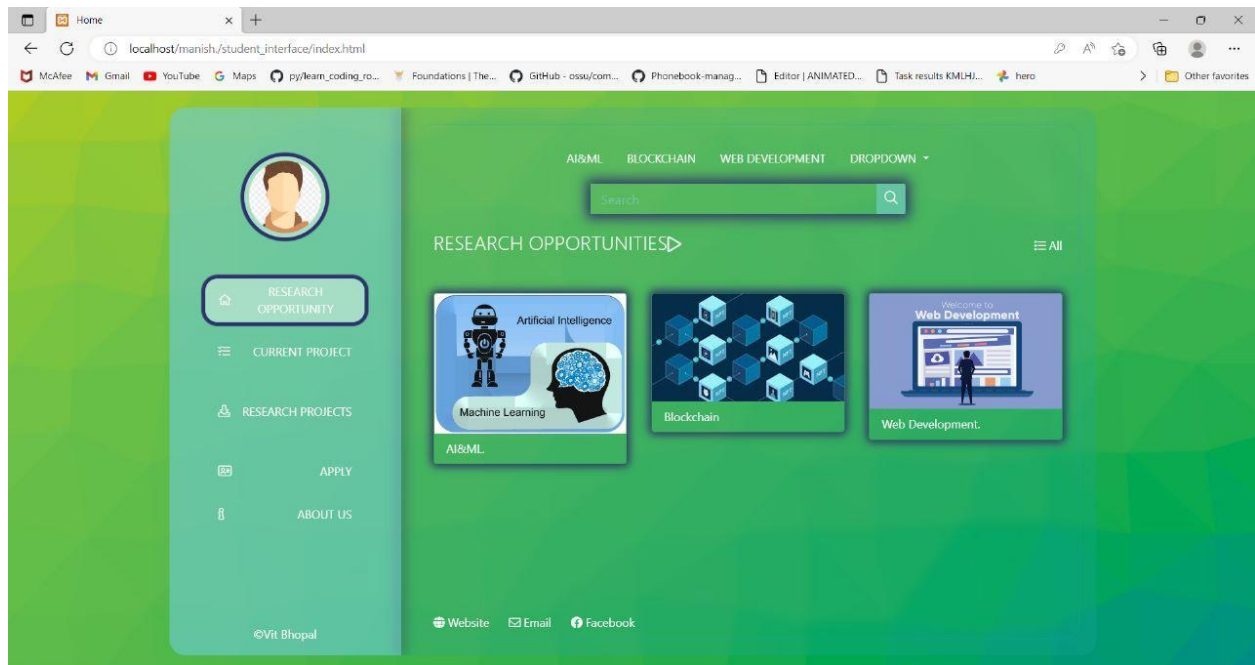 Home
localhost/manish./student_interface/index.html
McAfee Gmail YouTube Maps py/learn_coding_ro... Foundations | The... GitHub - ossu/com... Phonebook-manag... Editor | ANIMATED... Task results KMLHJ... hero Other favorites
AI&ML BLOCKCHAIN WEB DEVELOPMENT DROPDOWN
Search
RESEARCH OPPORTUNITIES
All
RESEARCH
OPPORTUNITY
CURRENT PROJECT
RESEARCH PROJECTS
APPLY
ABOUT US
©Vit Bhopal
Artificial Intelligence
Machine Learning
AI&ML.
Blockchain
Welcome to
Web Development
Web Development.
Website Email Facebook